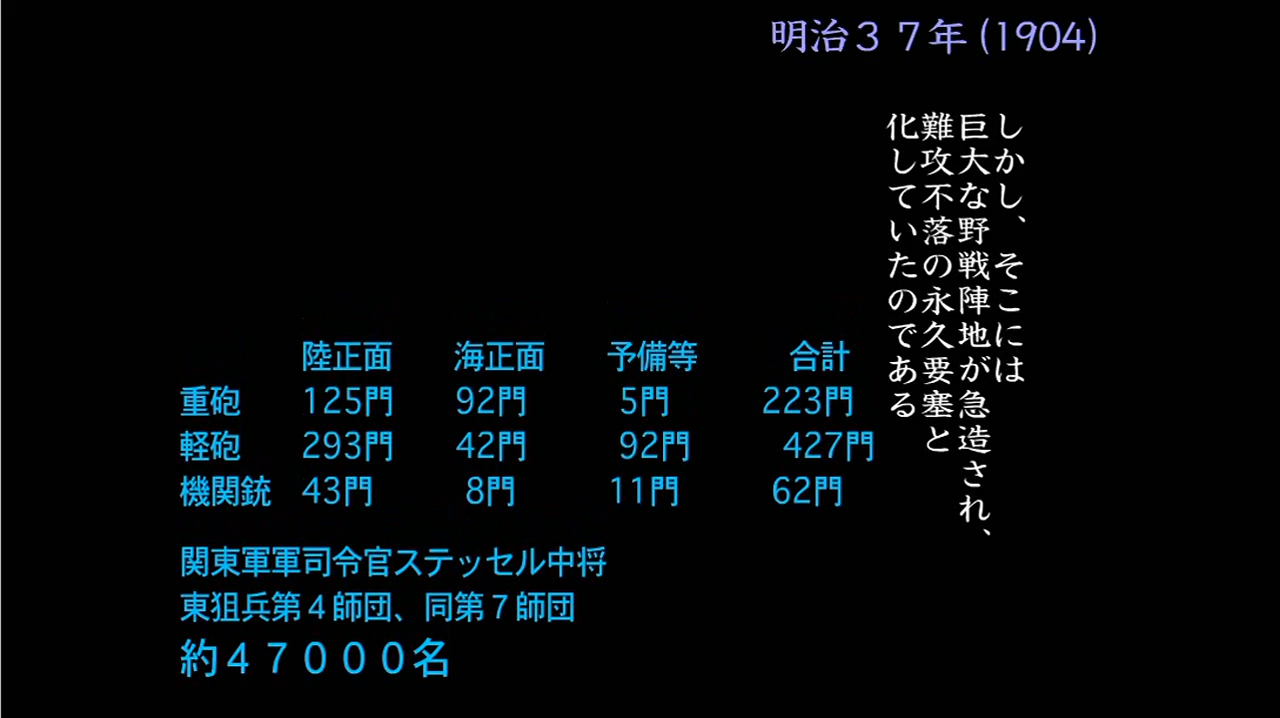 明治３７年(1904)
しかし、そこには
巨大な野戦陣地が急造され、
難攻不落の永久要塞と
化していたのである
陸正面 海正面 予備等 合計
重砲 125門 92門 5門 223門
軽砲 293門 42門 92門 427門
機関銃 43門 8門 11門 62門
関東軍軍司令官ステッセル中将
東狙兵第４師団、同第７師団
約４７０００名